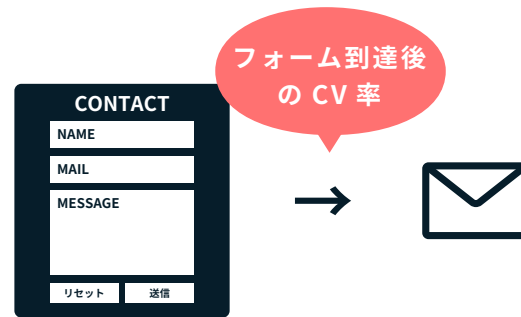 フォーム到達後
の CV 率
CONTACT
NAME
MAIL
MESSAGE
リセット
送信